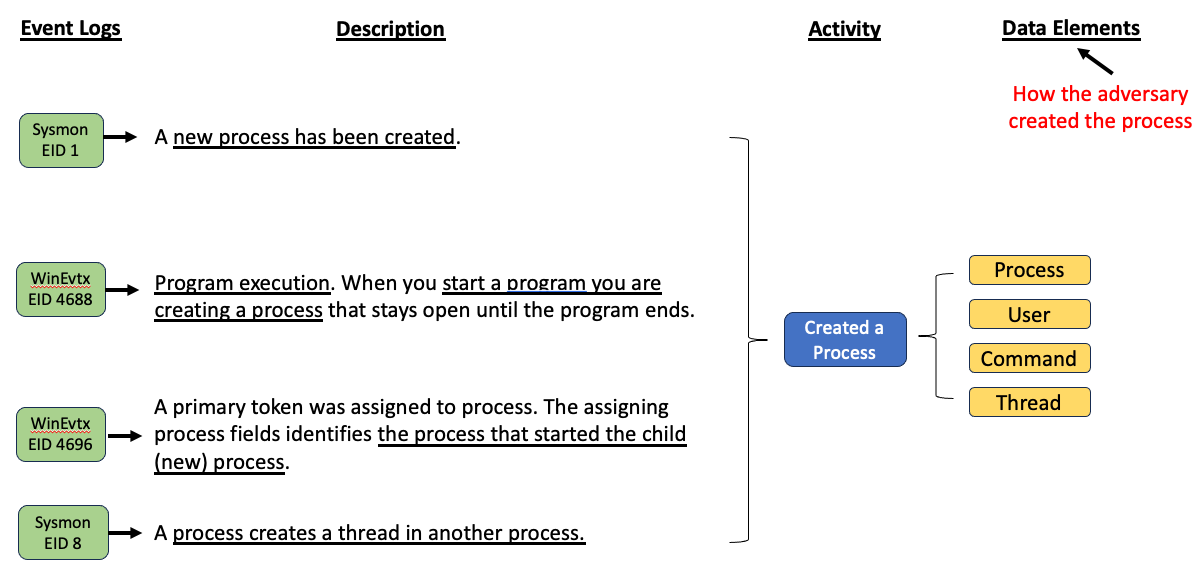 Event Logs
Description
Activity
Data Elements
How the adversary
created the process
Sysmon
EID 1
A new process has been created.
WinEvtx
EID 4688
Program execution. When you start a program you are
creating a process that stays open until the program ends.
WinEvtx
EID 4696
A primary token was assigned to process. The assigning
process fields identifies the process that started the child
(new) process.
Sysmon
EID 8
A process creates a thread in another process.
Created a
Process
Process
User
Command
Thread